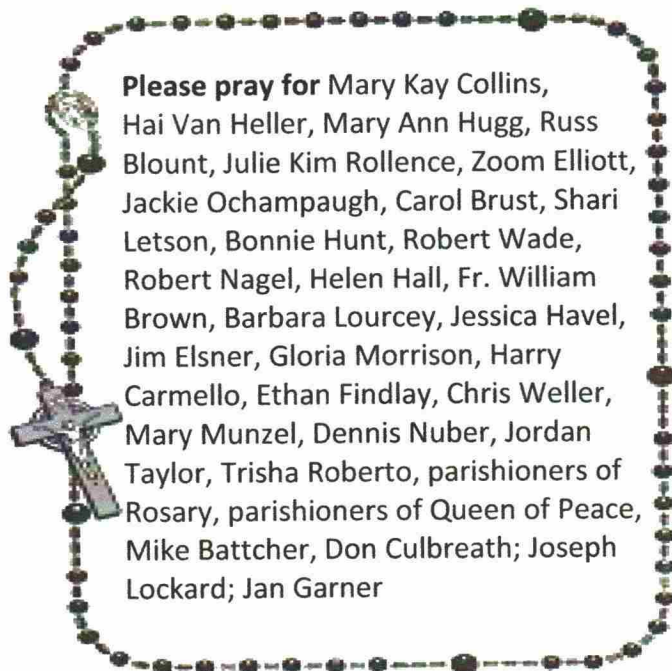 Please pray for Mary Kay Collins,
Hai Van Heller, Mary Ann Hugg, Russ
Blount, Julie Kim Rollence, Zoom Elliott,
Jackie Ochampaugh, Carol Brust, Shari
Letson, Bonnie Hunt, Robert Wade,
Robert Nagel, Helen Hall, Fr. William
Brown, Barbara Lourcey, Jessica Havel,
Jim Elsner, Gloria Morrison, Harry
Carmello, Ethan Findlay, Chris Weller,
Mary Munzel, Dennis Nuber, Jordan
Taylor, Trisha Roberto, parishioners of
Rosary, parishioners of Queen of Peace,
Mike Battcher, Don Culbreath; Joseph
Lockard; Jan Garner